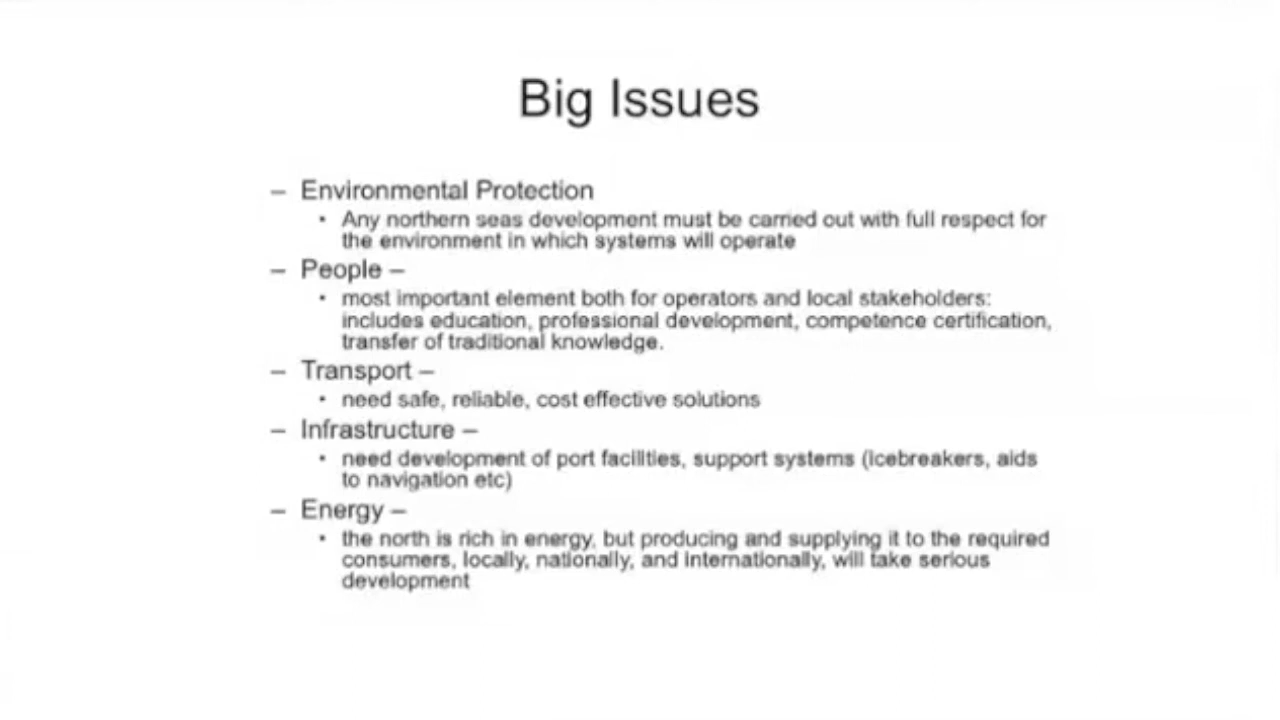 Big Issues
– Environmental Protection
• Any northern seas development must be carried out with full respect for
the environment in which systems will operate
– People –
• most important element both for operators and local stakeholders:
includes education, professional development, competence certification,
transfer of traditional knowledge.
– Transport –
• need safe, reliable, cost effective solutions
– Infrastructure –
• need development of port facilities, support systems (icebreakers, aids
to navigation etc)
– Energy –
• the north is rich in energy, but producing and supplying it to the required
consumers, locally, nationally, and internationally, will take serious
development